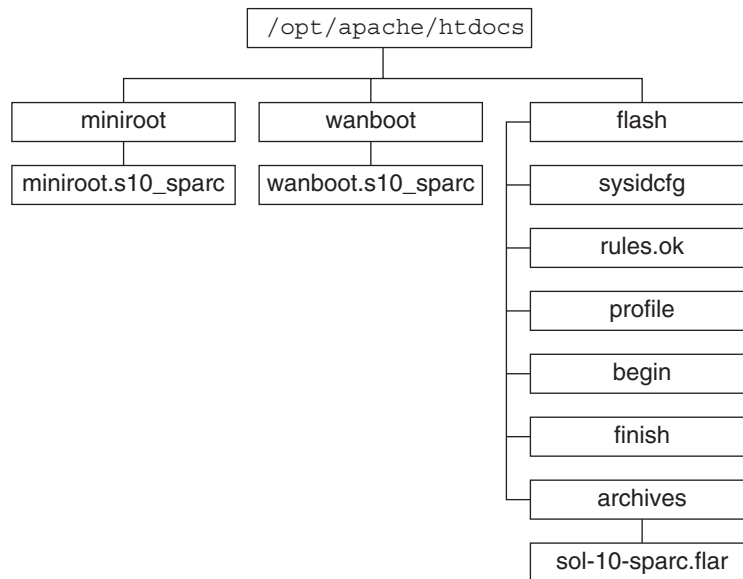 /opt/apache/htdocs
miniroot
wanboot
flash
miniroot.s10_sparc
wanboot.s10_sparc
sysidcfg
rules.ok
profile
begin
finish
archives
sol-10-sparc.flar